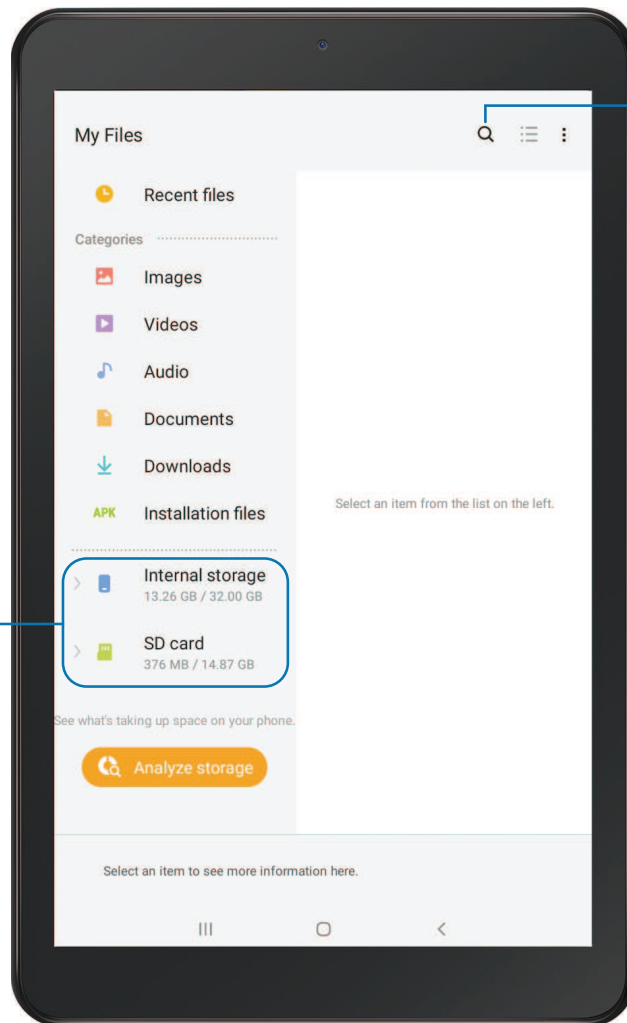 My Files
Recent files
Categories
Images
Videos
Audio
Documents
Downloads
APK Installation files
Select an item from the list on the left.
Internal storage
13.26 GB / 32.00 GB
SD card
376 MB / 14.87 GB
See what's taking up space on your phone.
Analyze storage
Select an item to see more information here.